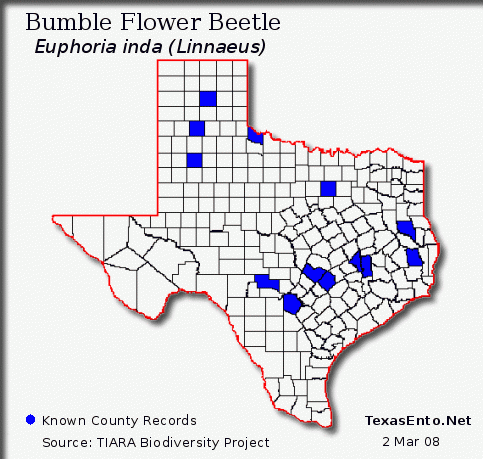 Bumble Flower Beetle
Euphoria inda (Linnaeus)
Known County Records
TexasEnto.Net
Source: TIARA Biodiversity Project
2 Mar 08